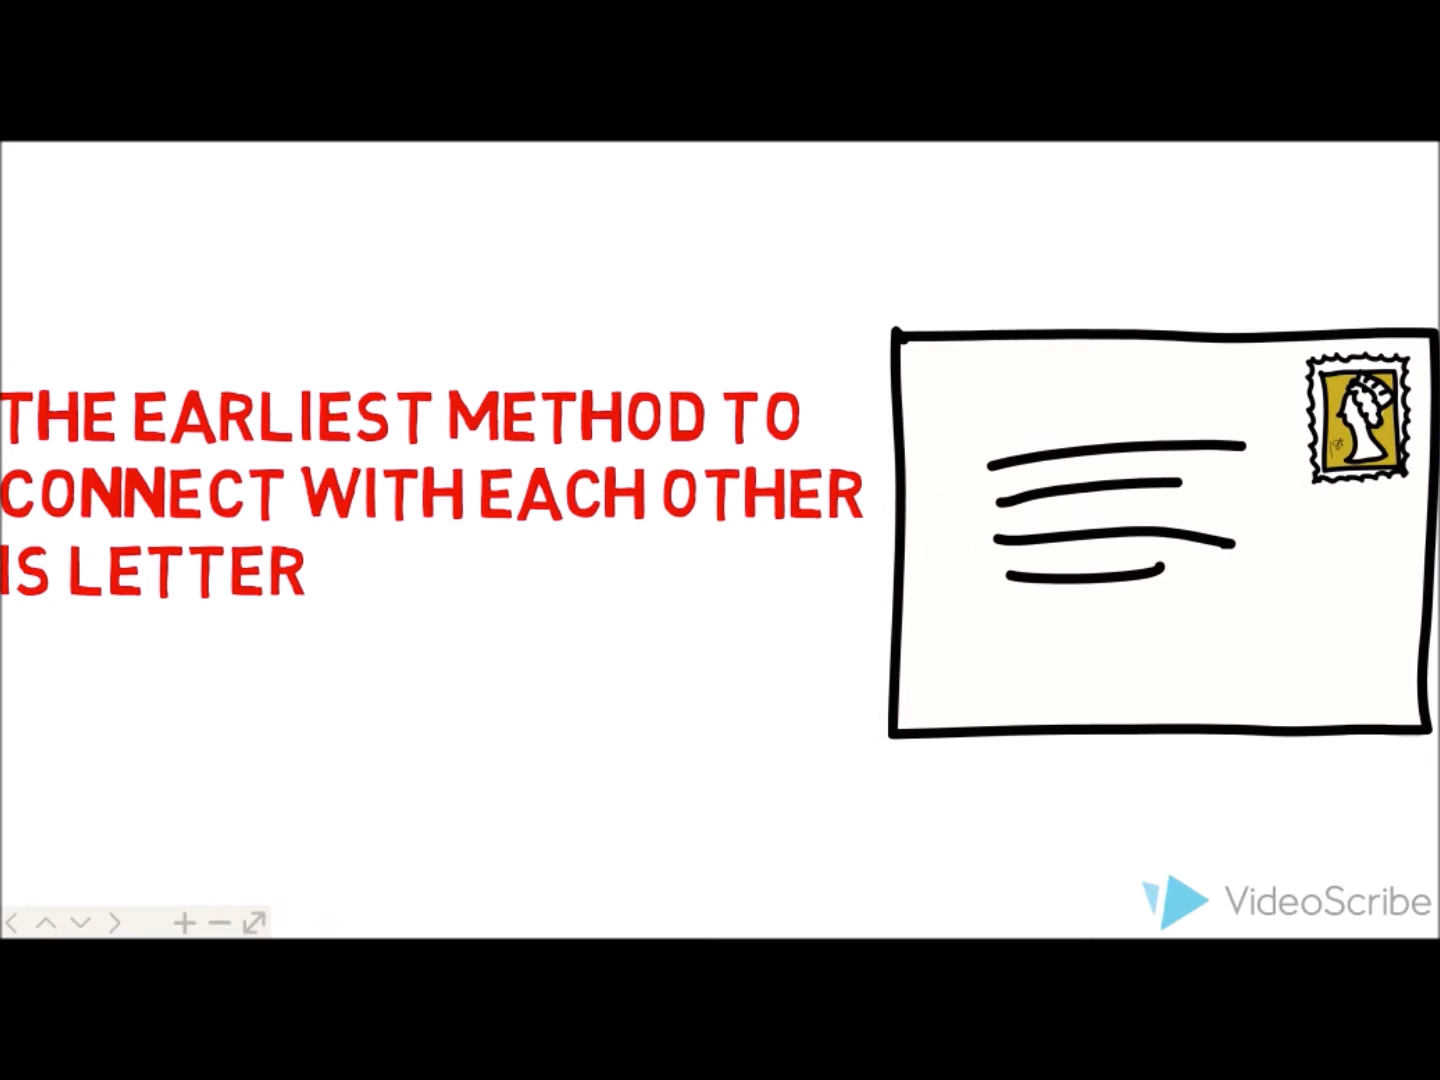 THE EARLIEST METHOD TO
CONNECT WITH EACH OTHER
IS LETTER
VideoScribe